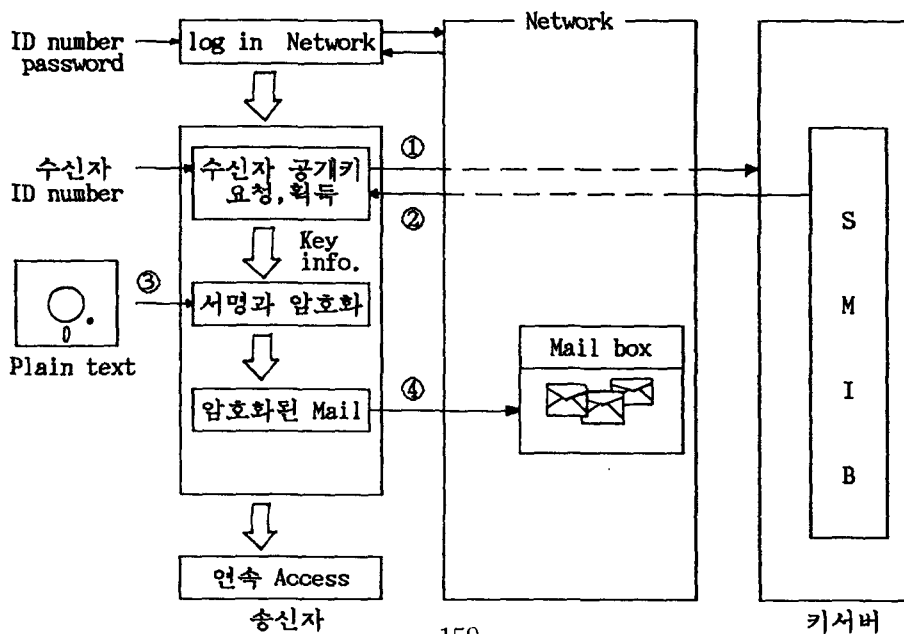 Network
ID number
password
log in Network
수신자
ID number
수신자 공개키
요청,획득
①
②
Key
info.
③
서명과 암호화
Plain text
암호화된 Mail
④
Mail box
S
M
I
B
연속 Access
송신자
키서버
159